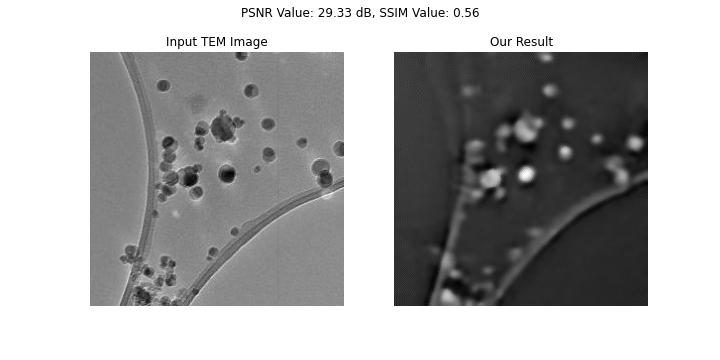 PSNR Value: 29.33 dB, SSIM Value: 0.56
Input TEM Image
Our Result